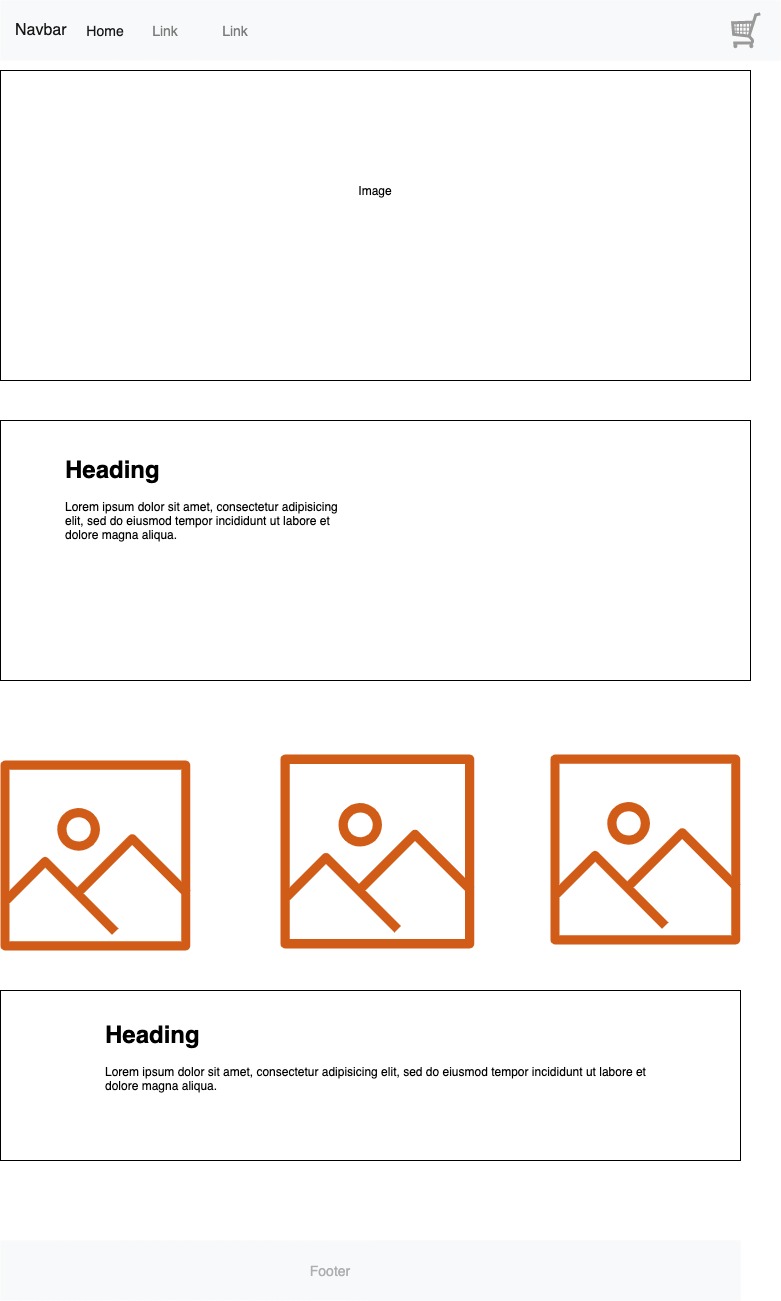 Navbar Home Link Link
Image
Heading
Lorem ipsum dolor sit amet, consectetur adipisicing
elit, sed do eiusmod tempor incididunt ut labore et
dolore magna aliqua.
Heading
Lorem ipsum dolor sit amet, consectetur adipisicing elit, sed do eiusmod tempor incididunt ut labore et
dolore magna aliqua.
Footer